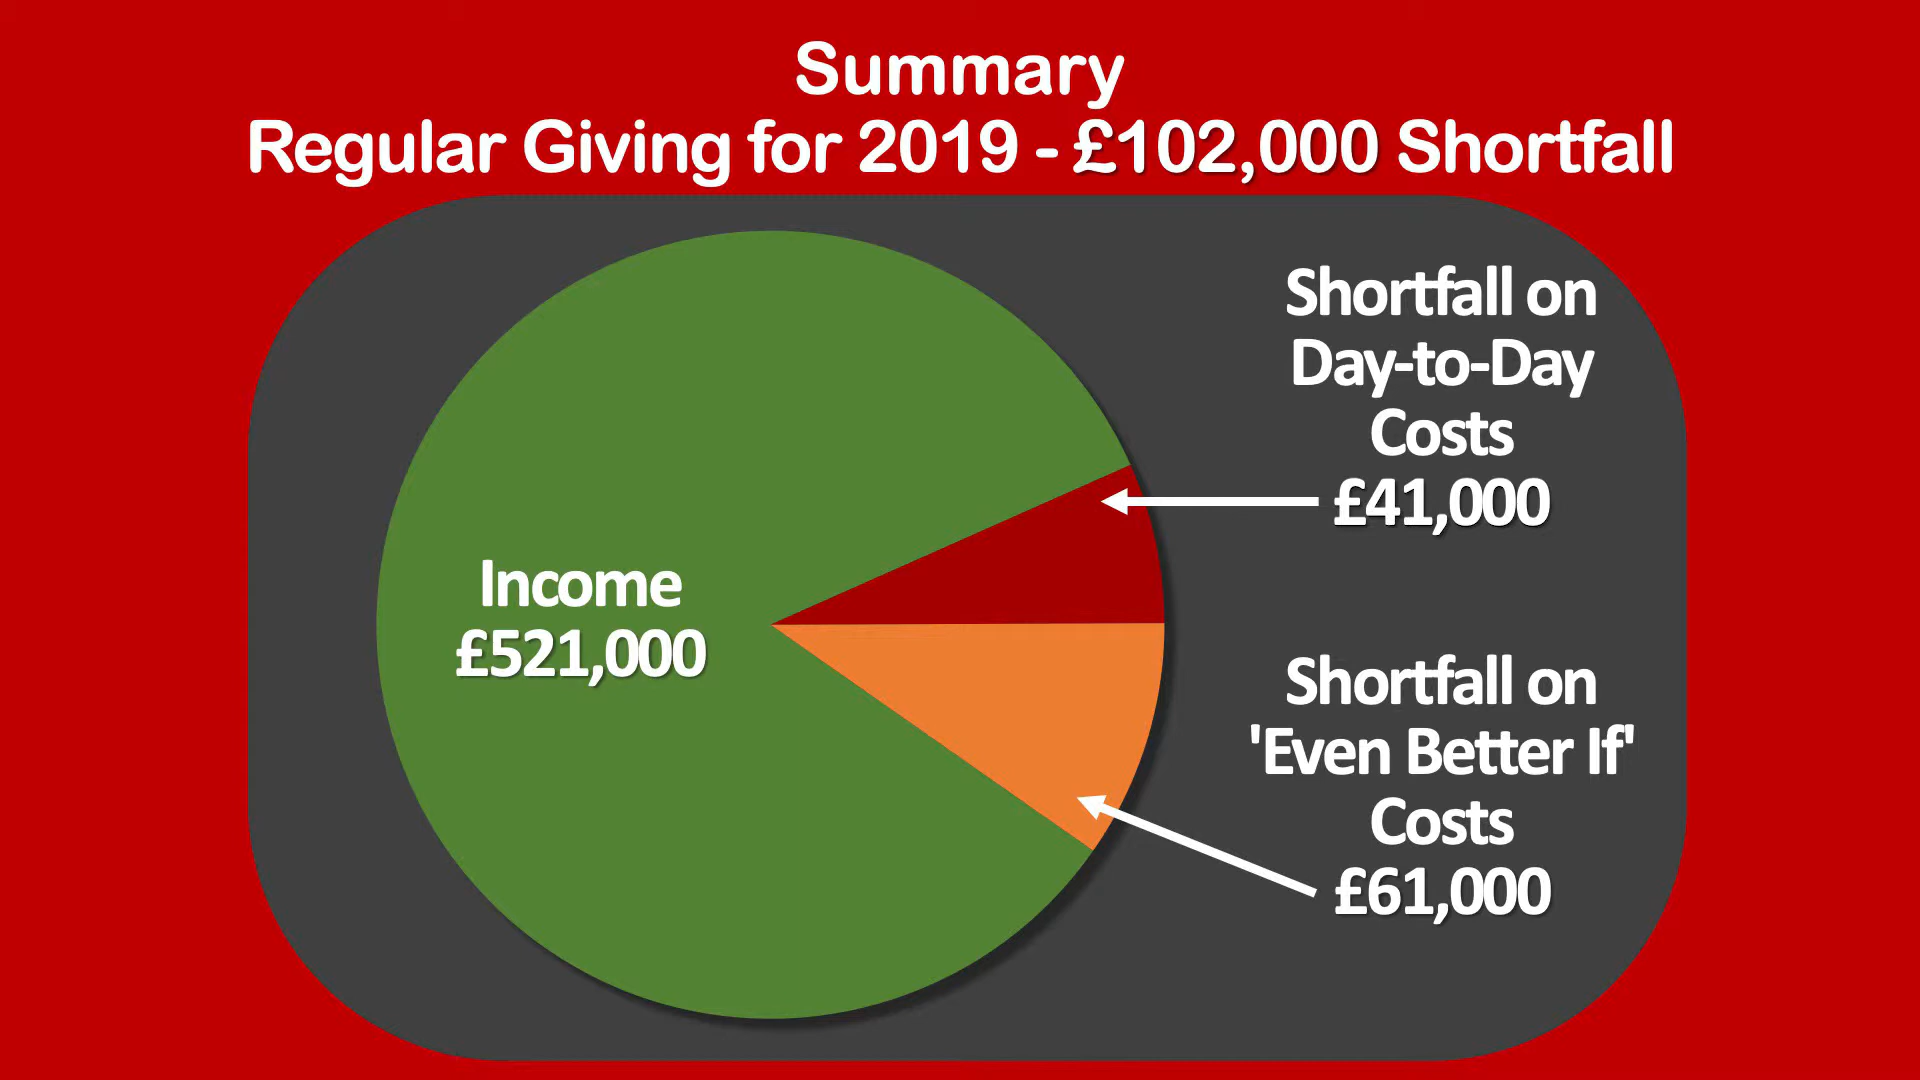 Summary
Regular Giving for 2019 - £102,000 Shortfall
Shortfall on
Day-to-Day
Costs
£41,000
Income
£521,000
Shortfall on
'Even Better If'
Costs
£61,000